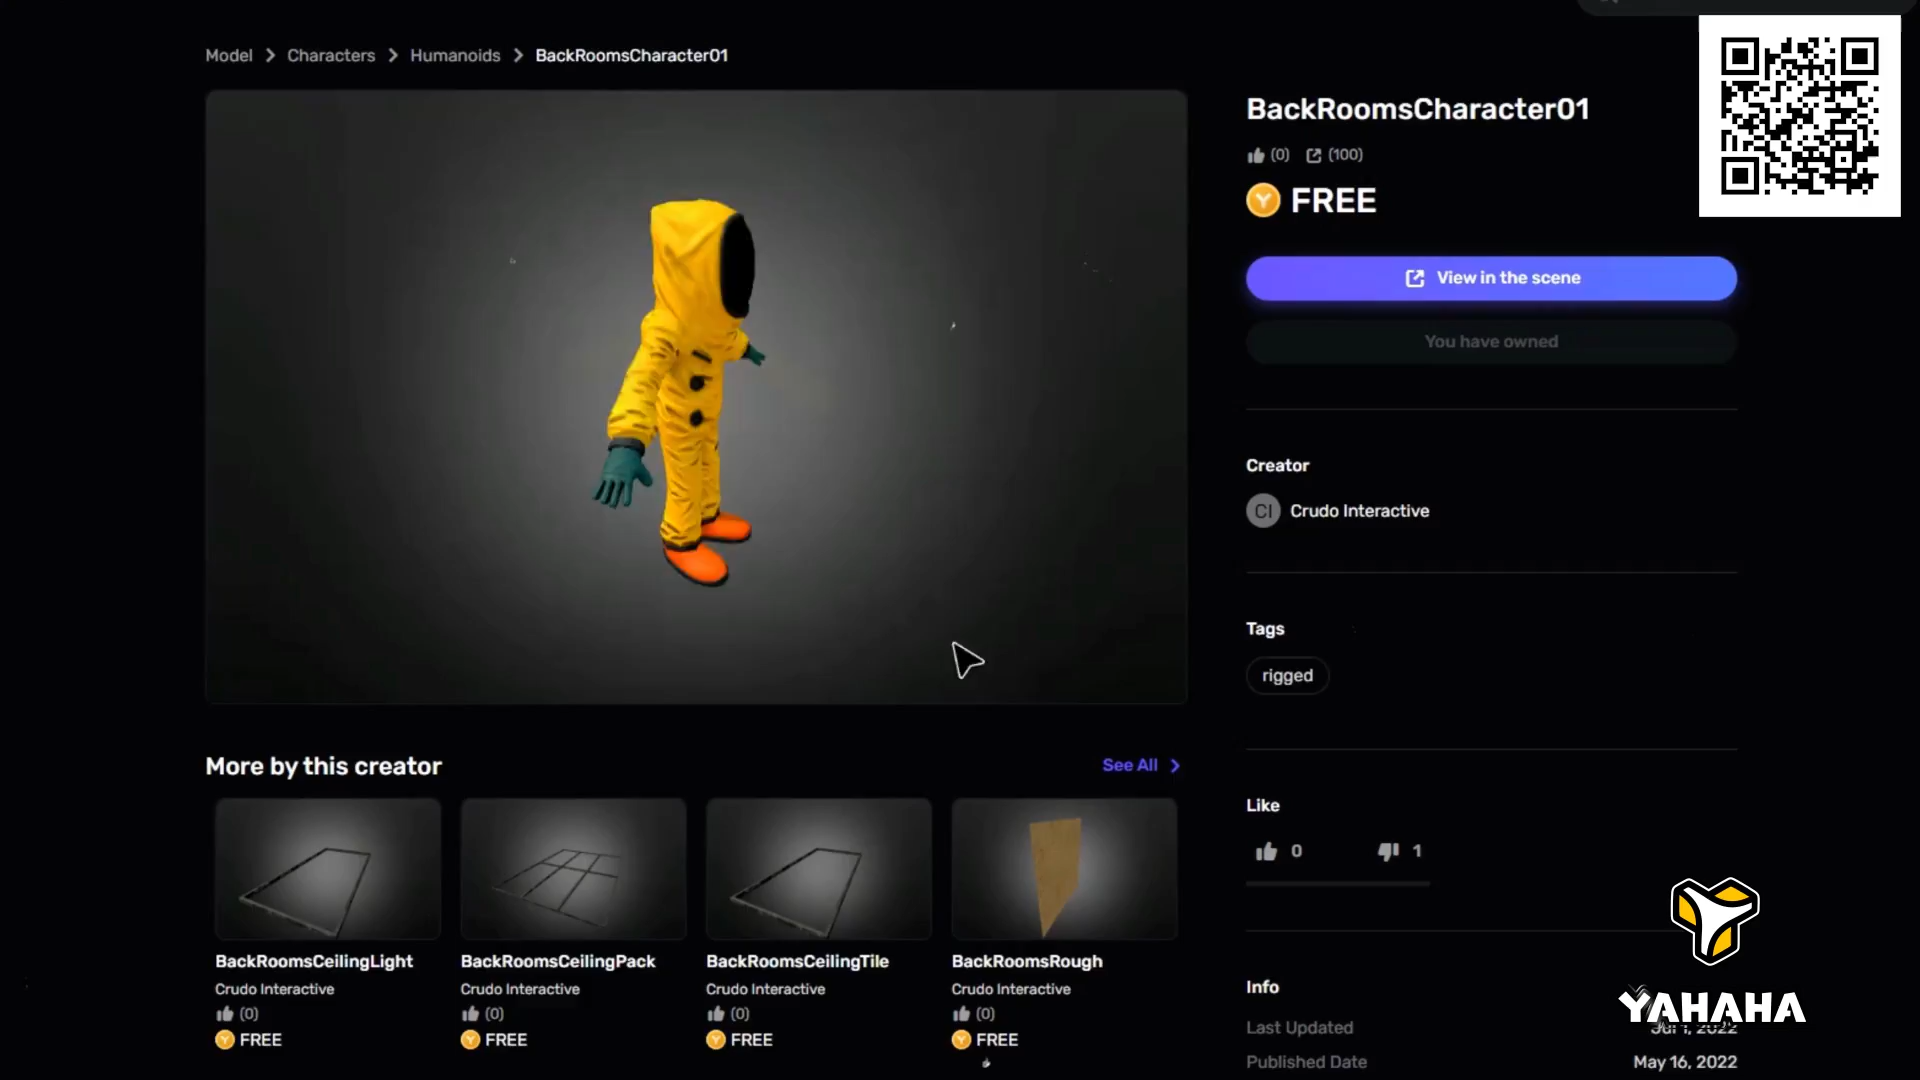 Model > Characters > Humanoids > BackRoomsCharacter01
BackRoomsCharacter01
(0) (100)
FREE
View in the scene
You have owned
Creator
CI Crudo Interactive
Tags
rigged
More by this creator
See All >
Like
0 1
BackRoomsCeilingLight
Crudo Interactive
(0)
FREE
BackRoomsCeilingPack
Crudo Interactive
(0)
FREE
BackRoomsCeilingTile
Crudo Interactive
(0)
FREE
BackRoomsRough
Crudo Interactive
(0)
FREE
Info
YAHAHA
Last Updated
Published Date May 16, 2022